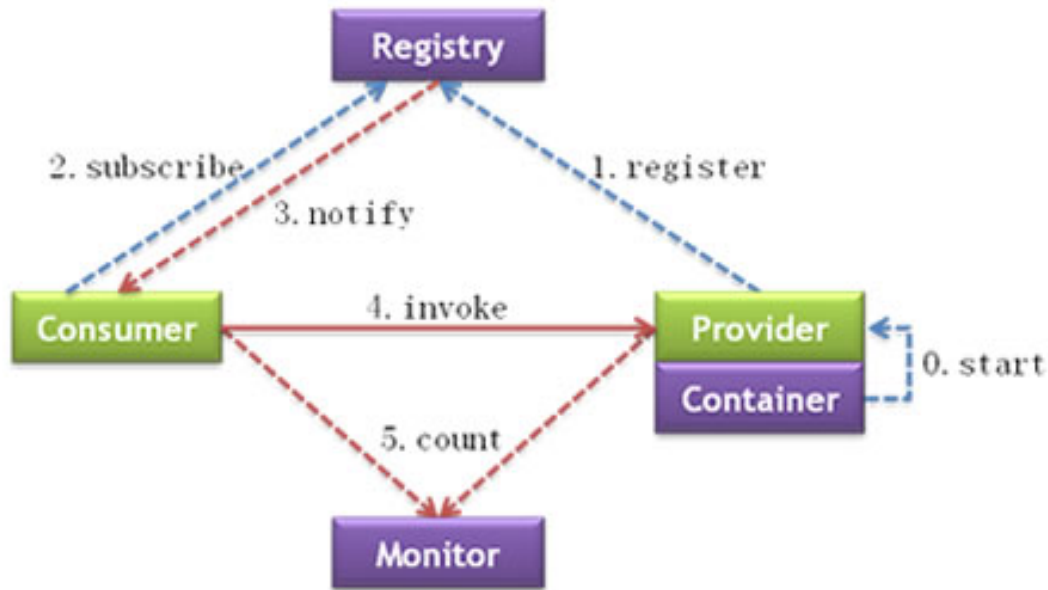 Registry
2. subscribe
1. register
3. notify
Consumer
4. invoke
Provider
0. start
Container
5. count
Monitor